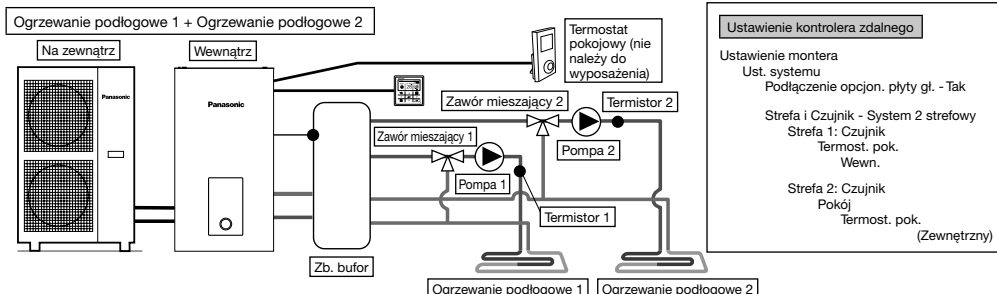 Ogrzewanie podłogowe 1 + Ogrzewanie podłogowe 2
Na zewnątrz
Wewnątrz
Panasonic
Panasonic
Termostat
pokojowy (nie
należy do
wyposażenia)
Zawór mieszający 2
Termistor 2
Zawór mieszający 1
Pompa 2
Pompa 1
Termistor 1
Zb. bufor
Ogrzewanie podłogowe 1
Ogrzewanie podłogowe 2
Ustawienie kontrolera zdalnego
Ustawienie montera
Ust. systemu
Podłączenie opcjon. płyty gł. - Tak
Strefa i Czujnik - System 2 strefowy
Strefa 1: Czujnik
Termost. pok.
Wewn.
Strefa 2: Czujnik
Pokój
Termost. pok.
(Zewnętrzny)